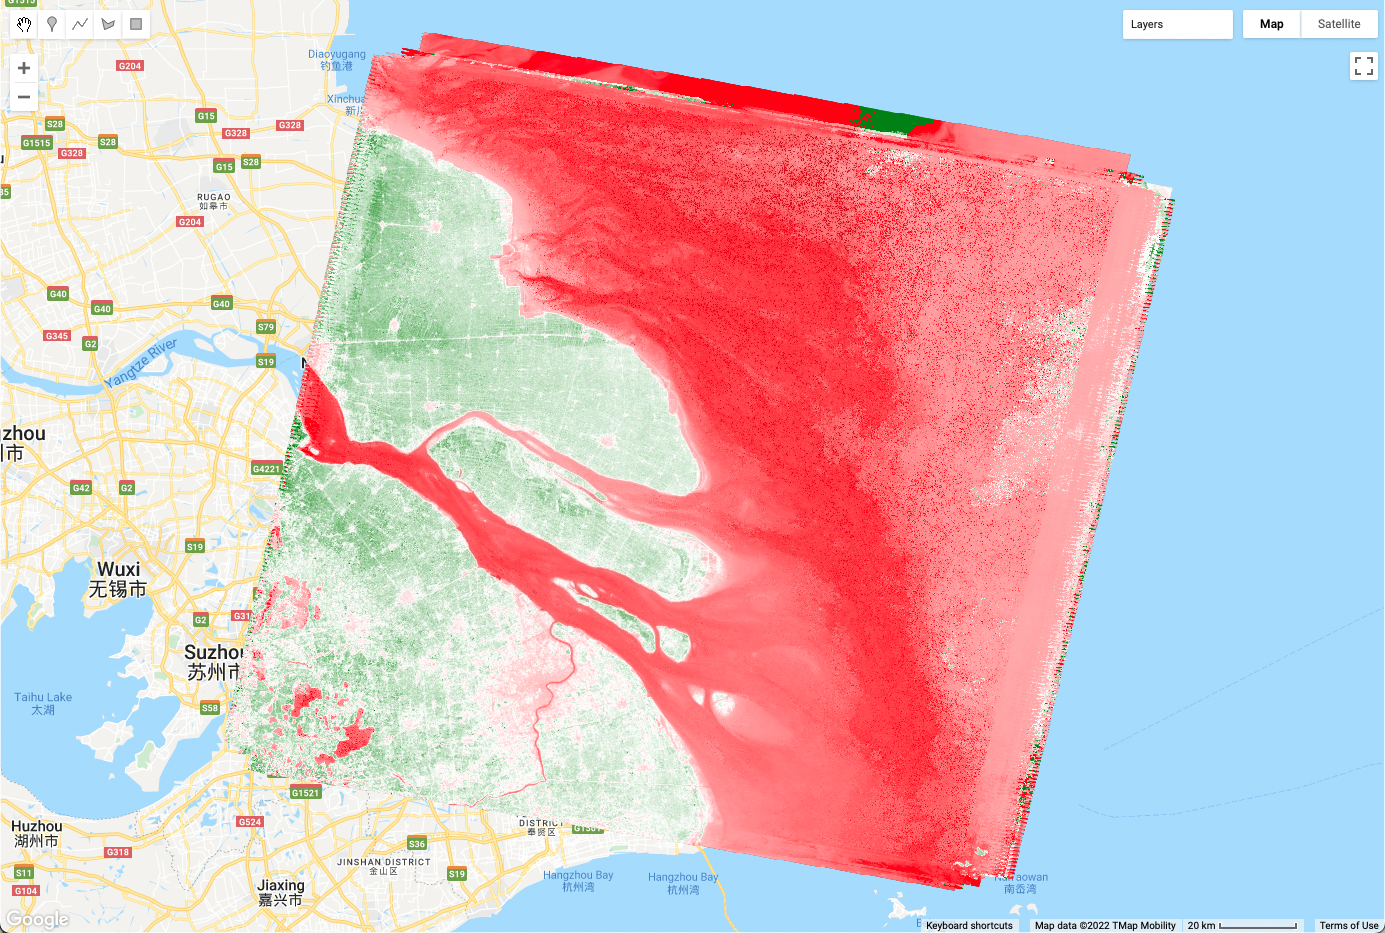 G1515
Layers
Map
Satellite
Diaoyugang
钓鱼港
G204
+
−
Xinchua
新川
G15
G328
S28
G328
S28
G1515
G328
G15
S28
RUGAO
如皋市
G204
G40
G40
G40
S79
G345
G2
S19
Yangtze River
N
zhou
市
G4221
G42
G2
S19
Wuxi
无锡市
G2
G31
Suzhou
苏州市
Taihu Lake
太湖
S58
G1521
G524
Huzhou
湖州市
DISTRICT
奉贤区
G1501
S36
G318
JINSHAN DISTRICT
金山区
S11
S19
Hangzhou Bay
杭州湾
Hangzhou Bay
杭州湾
G104
Jiaxing
嘉兴市
南岳湾
Google
Keyboard shortcuts
Map data ©2022 TMap Mobility
20 km
Terms of Use